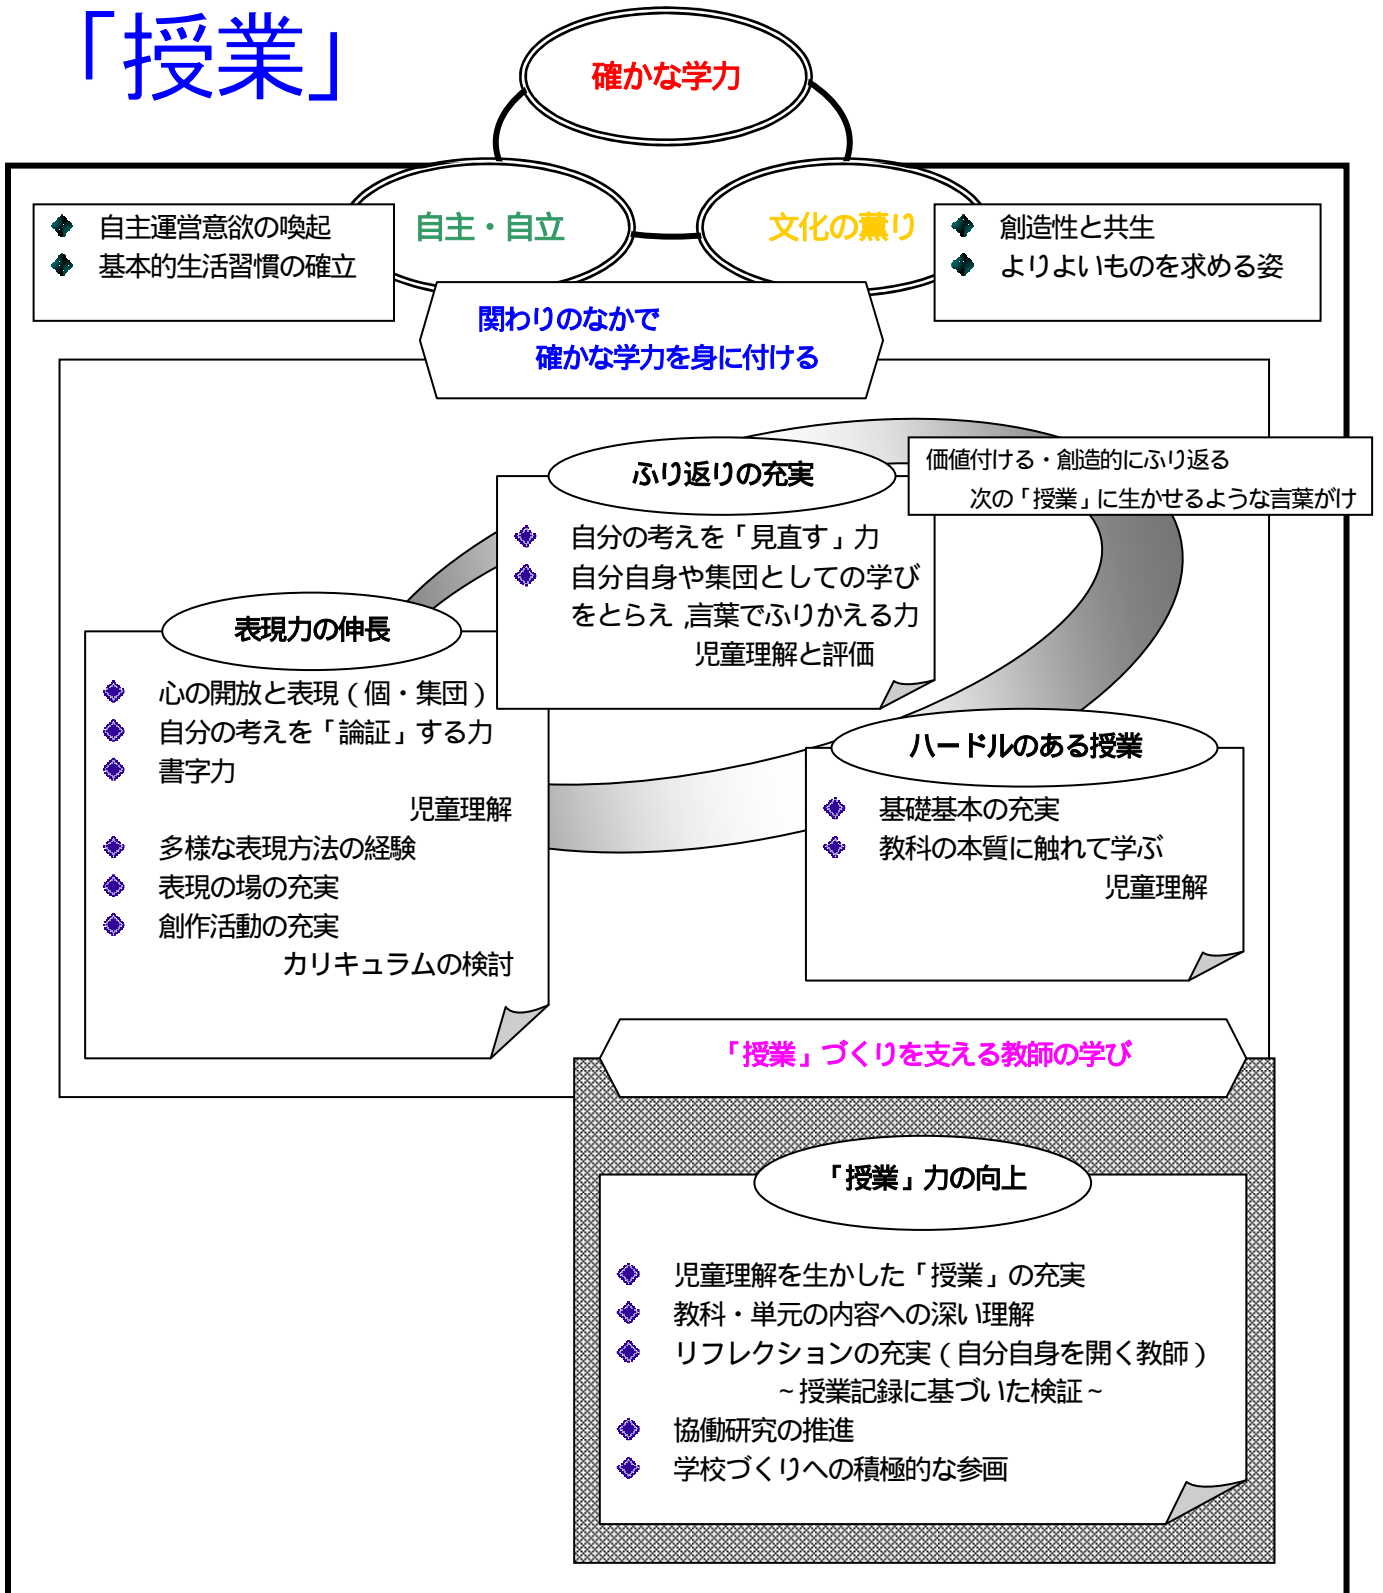 「授業」
確かな学力
自主・自立
文化の薫り
自主運営意欲の喚起
基本的生活習慣の確立
創造性と共生
よりよいものを求める姿
関わりのなかで
確かな学力を身に付ける
ふり返りの充実
価値付ける・創造的にふり返る
次の「授業」に生かせるような言葉がけ
自分の考えを「見直す」力
自分自身や集団としての学び
をとらえ,言葉でふりかえる力
児童理解と評価
表現力の伸長
心の開放と表現(個・集団)
自分の考えを「論証」する力
書字力
児童理解
多様な表現方法の経験
表現の場の充実
創作活動の充実
カリキュラムの検討
ハードルのある授業
基礎基本の充実
教科の本質に触れて学ぶ
児童理解
「授業」づくりを支える教師の学び
「授業」力の向上
児童理解を生かした「授業」の充実
教科・単元の内容への深い理解
リフレクションの充実(自分自身を開く教師)
~授業記録に基づいた検証~
協働研究の推進
学校づくりへの積極的な参画